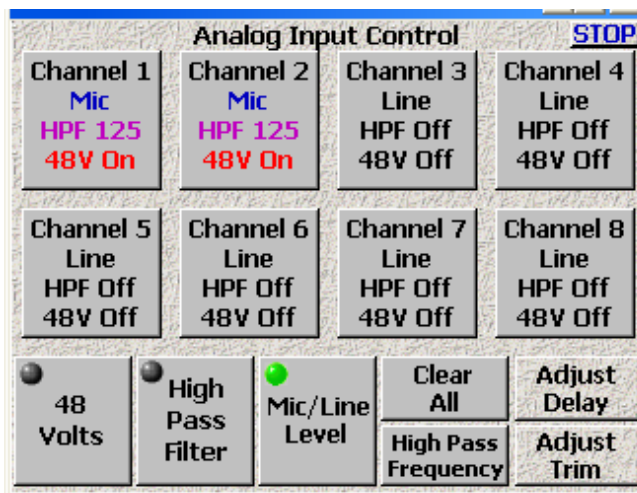 Analog Input Control
STOP
Channel 1
Mic
HPF 125
48V On
Channel 2
Mic
HPF 125
48V On
Channel 3
Line
HPF Off
48V Off
Channel 4
Line
HPF Off
48V Off
Channel 5
Line
HPF Off
48V Off
Channel 6
Line
HPF Off
48V Off
Channel 7
Line
HPF Off
48V Off
Channel 8
Line
HPF Off
48V Off
48
Volts
High
Pass
Filter
Mic/Line
Level
Clear
All
High Pass
Frequency
Adjust
Delay
Adjust
Trim